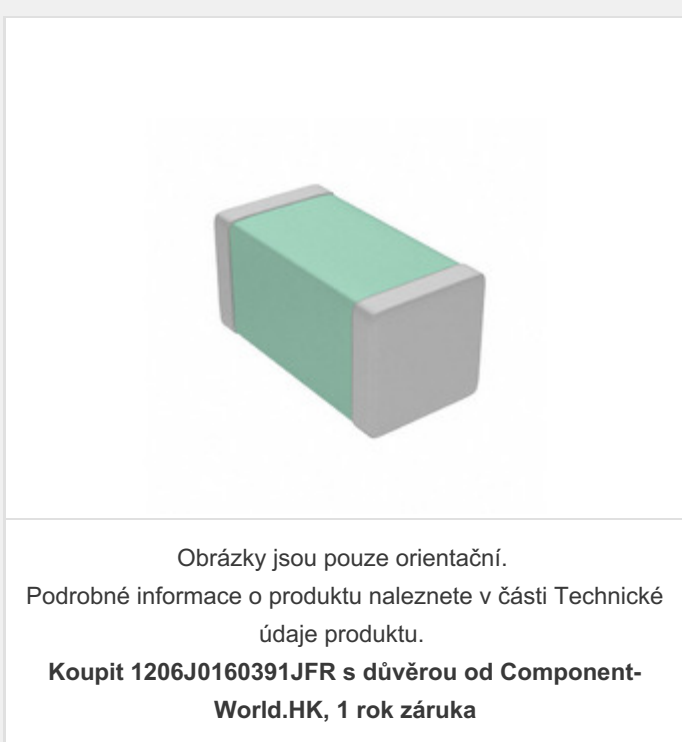 Obrázky jsou pouze orientační.
Podrobné informace o produktu naleznete v části Technické
údaje produktu.
Koupit 1206J0160391JFR s důvěrou od Component-
World.HK, 1 rok záruka